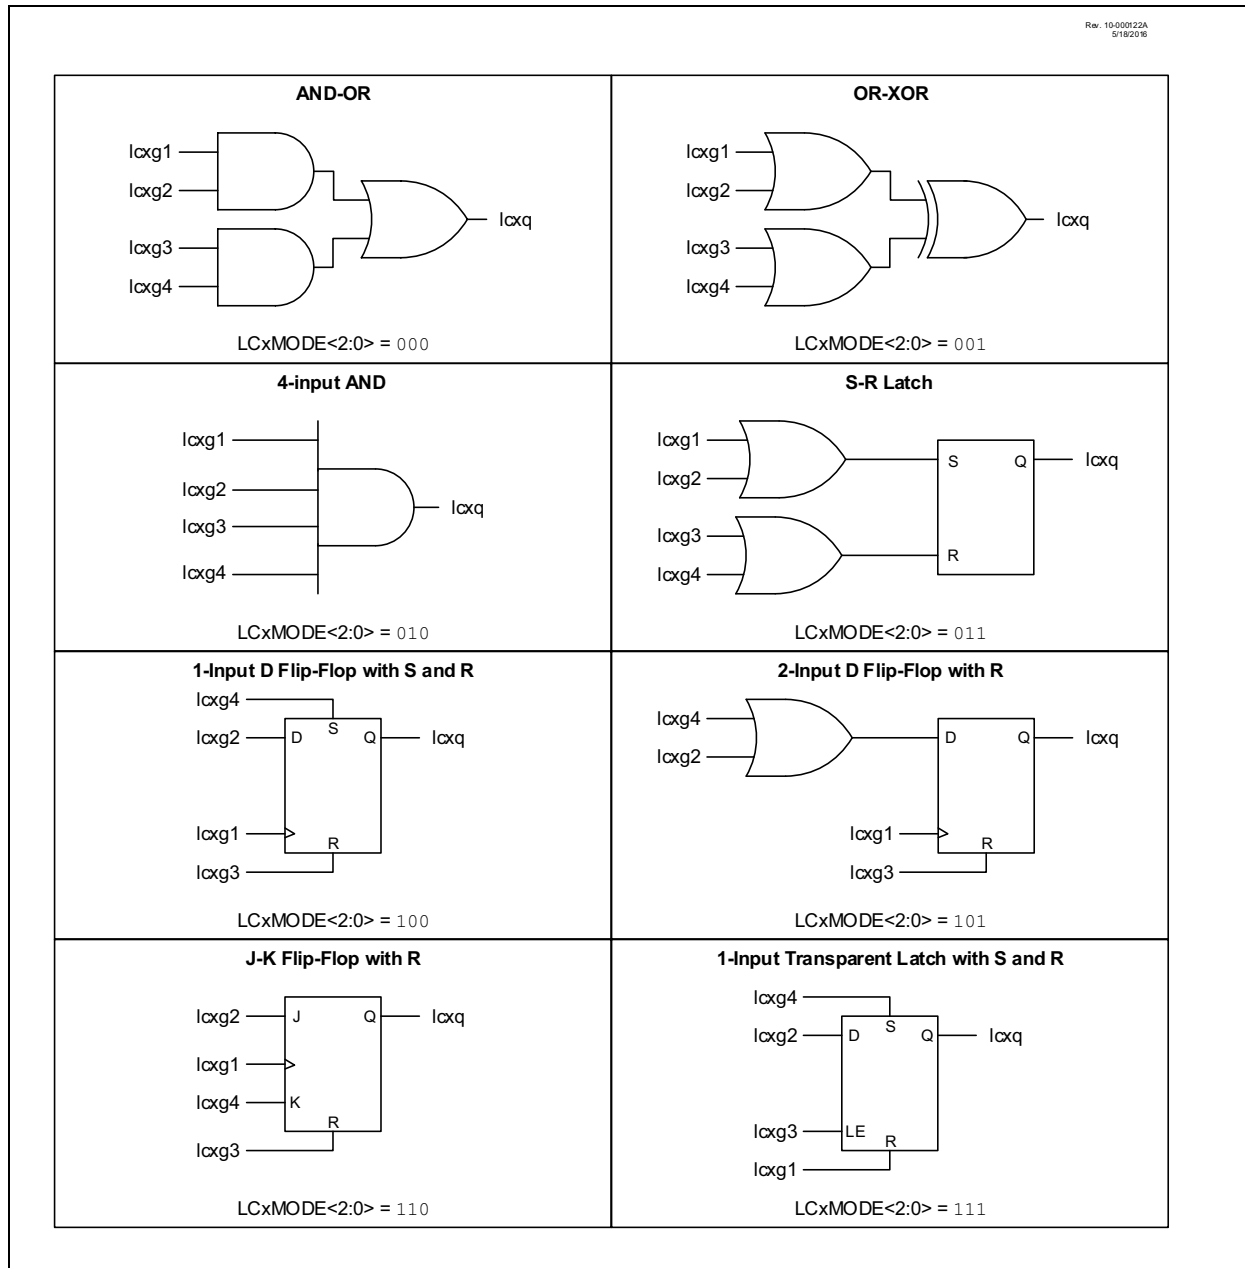 Rev. 10-000122A
5/18/2016
AND-OR
lcxg1
lcxg2
lcxg3
lcxg4
lcxq
LCxMODE<2:0> = 000
OR-XOR
lcxg1
lcxg2
lcxg3
lcxg4
lcxq
LCxMODE<2:0> = 001
4-input AND
lcxg1
lcxg2
lcxg3
lcxg4
lcxq
LCxMODE<2:0> = 010
S-R Latch
lcxg1
lcxg2
lcxg3
lcxg4
S
Q
lcxq
R
LCxMODE<2:0> = 011
1-Input D Flip-Flop with S and R
lcxg4
S
lcxg2
D
Q
lcxq
lcxg1
R
lcxg3
LCxMODE<2:0> = 100
2-Input D Flip-Flop with R
lcxg4
lcxg2
D
Q
lcxq
lcxg1
R
lcxg3
LCxMODE<2:0> = 101
J-K Flip-Flop with R
lcxg2
J
Q
lcxq
lcxg1
lcxg4
K
R
lcxg3
LCxMODE<2:0> = 110
1-Input Transparent Latch with S and R
lcxg4
S
lcxg2
D
Q
lcxq
lcxg3
LE
R
lcxg1
LCxMODE<2:0> = 111